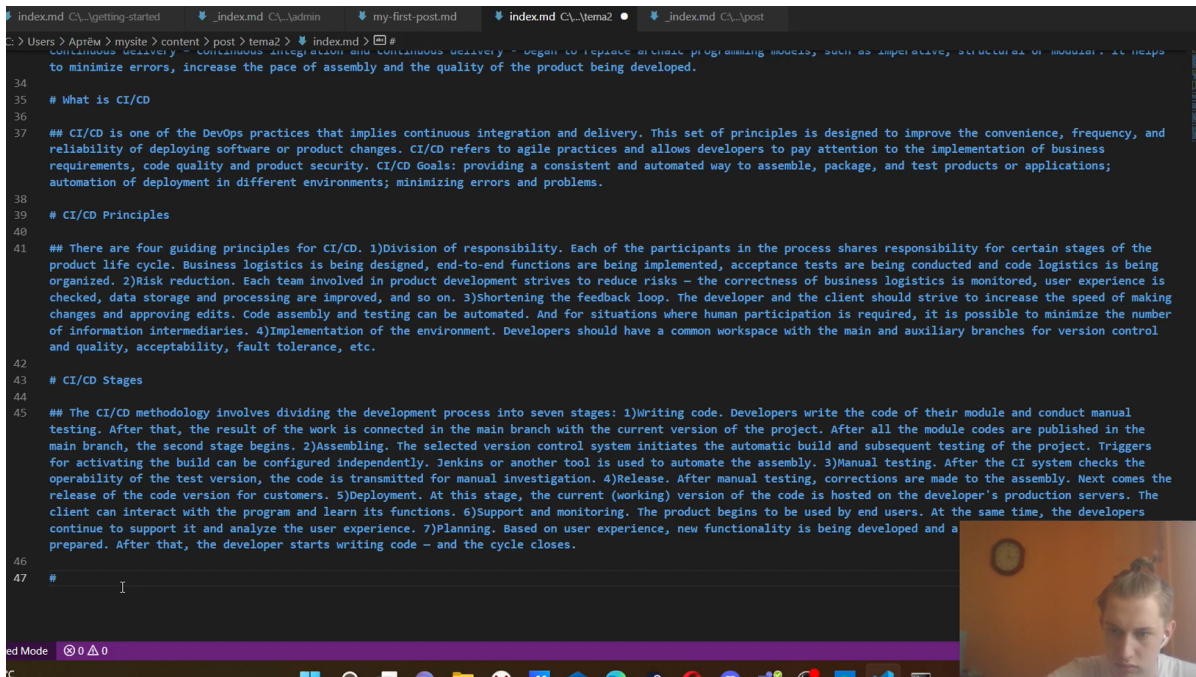 index.md C:\...\getting-started
_index.md C:\...\admin
my-first-post.md
index.md C:\...\tema2
_index.md C:\...\post
C: > Users > Артём > mysite > content > post > tema2 > index.md > #
continuous delivery – Continuous integration and continuous delivery - began to replace archaic programming models, such as imperative, structural or modular. It helps
to minimize errors, increase the pace of assembly and the quality of the product being developed.
34
35 # What is CI/CD
36
37 ## CI/CD is one of the DevOps practices that implies continuous integration and delivery. This set of principles is designed to improve the convenience, frequency, and
reliability of deploying software or product changes. CI/CD refers to agile practices and allows developers to pay attention to the implementation of business
requirements, code quality and product security. CI/CD Goals: providing a consistent and automated way to assemble, package, and test products or applications;
automation of deployment in different environments; minimizing errors and problems.
38
39 # CI/CD Principles
40
41 ## There are four guiding principles for CI/CD. 1)Division of responsibility. Each of the participants in the process shares responsibility for certain stages of the
product life cycle. Business logistics is being designed, end-to-end functions are being implemented, acceptance tests are being conducted and code logistics is being
organized. 2)Risk reduction. Each team involved in product development strives to reduce risks – the correctness of business logistics is monitored, user experience is
checked, data storage and processing are improved, and so on. 3)Shortening the feedback loop. The developer and the client should strive to increase the speed of making
changes and approving edits. Code assembly and testing can be automated. And for situations where human participation is required, it is possible to minimize the number
of information intermediaries. 4)Implementation of the environment. Developers should have a common workspace with the main and auxiliary branches for version control
and quality, acceptability, fault tolerance, etc.
42
43 # CI/CD Stages
44
45 ## The CI/CD methodology involves dividing the development process into seven stages: 1)Writing code. Developers write the code of their module and conduct manual
testing. After that, the result of the work is connected in the main branch with the current version of the project. After all the module codes are published in the
main branch, the second stage begins. 2)Assembling. The selected version control system initiates the automatic build and subsequent testing of the project. Triggers
for activating the build can be configured independently. Jenkins or another tool is used to automate the assembly. 3)Manual testing. After the CI system checks the
operability of the test version, the code is transmitted for manual investigation. 4)Release. After manual testing, corrections are made to the assembly. Next comes the
release of the code version for customers. 5)Deployment. At this stage, the current (working) version of the code is hosted on the developer's production servers. The
client can interact with the program and learn its functions. 6)Support and monitoring. The product begins to be used by end users. At the same time, the developers
continue to support it and analyze the user experience. 7)Planning. Based on user experience, new functionality is being developed and a
prepared. After that, the developer starts writing code – and the cycle closes.
46
47 #
ed Mode 0 0